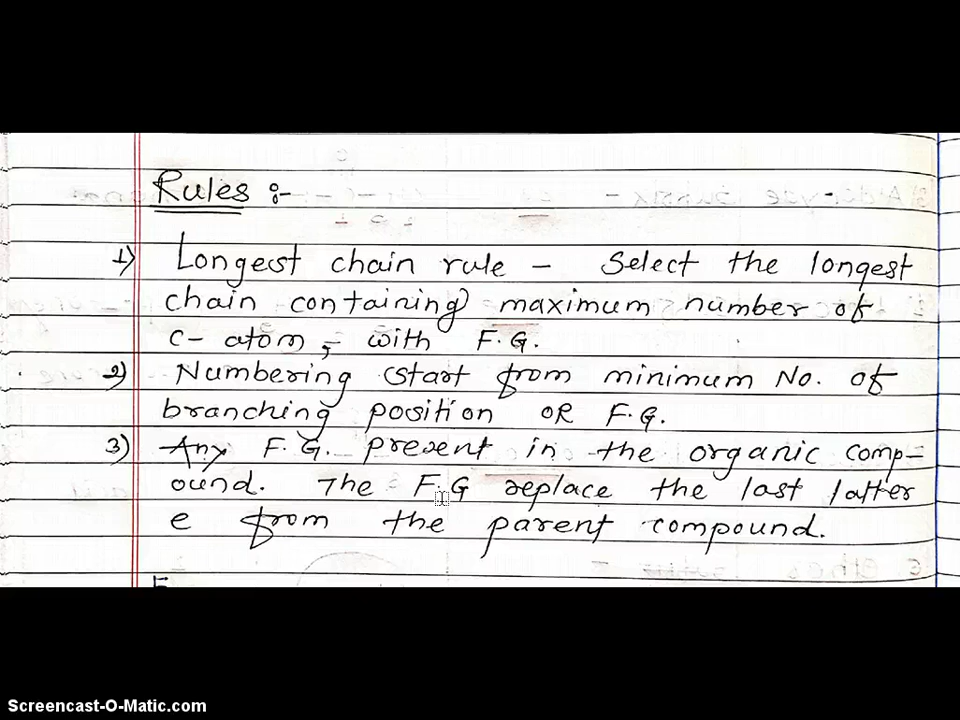 Rules :-
1) Longest chain rule - Select the longest
chain containing maximum number of
c- atom, - with F.G.
2) Numbering start from minimum No. of
branching position OR F.G.
3) Any F.G. present in the organic comp-
ound. The F.G replace the last latter
e from the parent compound.
Screencast-O-Matic.com